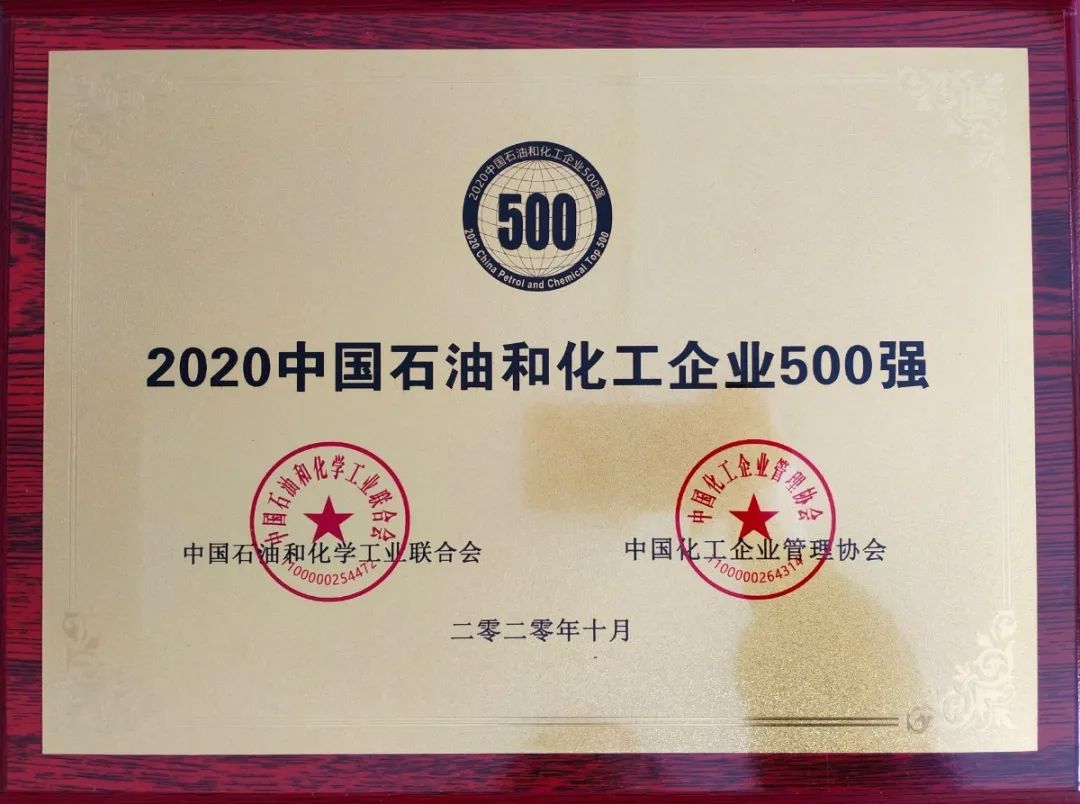 2020中国石油和化工企业500强
500
2020 China Petrol and Chemical Top 500
2020中国石油和化工企业500强
中国石油和化学工业联合会
1100000254472
中国石油和化学工业联合会
中国化工企业管理协会
1100000264314
中国化工企业管理协会
二零二零年十月